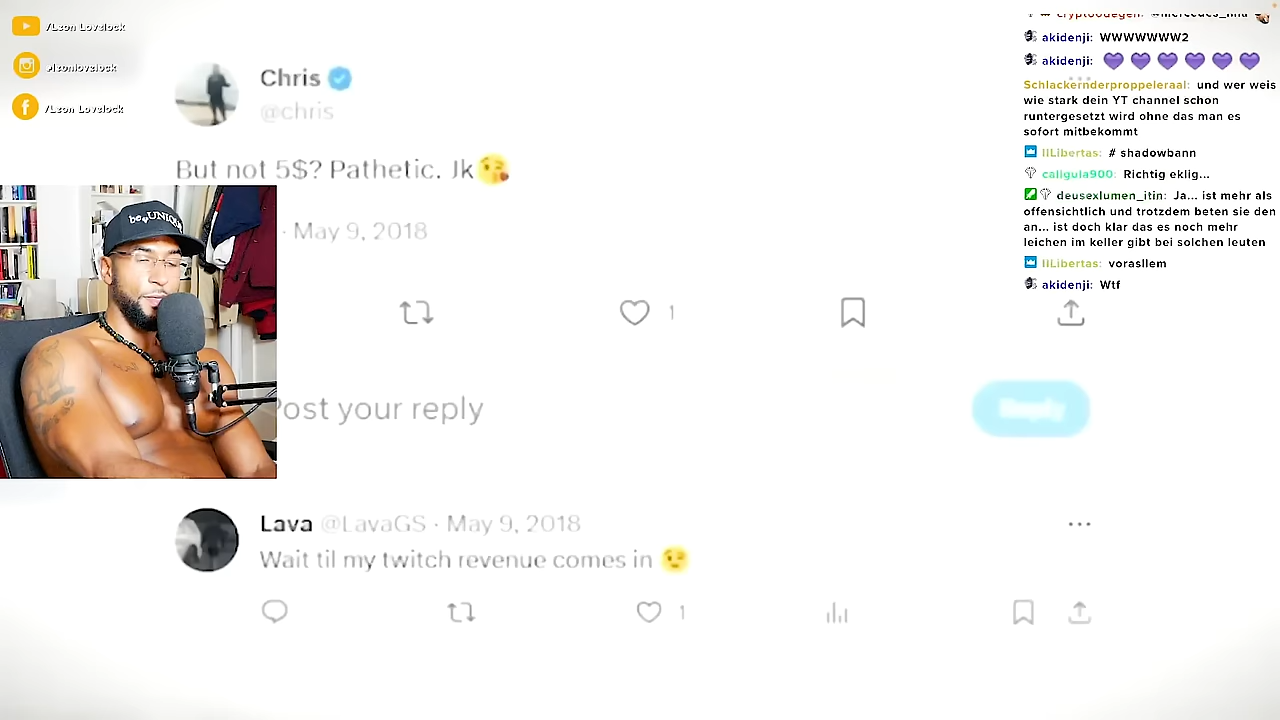 /Leon Lovelock
/Leon Lovelock
Chris
@chris
But not 5$? Pathetic. Jk😘
· May 9, 2018
1
Post your reply
Reply
Lava @LavaGS · May 9, 2018
Wait til my twitch revenue comes in 😉
1
akidenji: WWWWWWW2
akidenji: 💜 💜 💜 💜 💜 💜
Schlackernderproppeleraal: und wer weis
wie stark dein YT channel schon
runtergesetzt wird ohne das man es
sofort mitbekommt
IILibertas: # shadowbann
caligula900: Richtig eklig...
deusexlumen_itin: Ja... ist mehr als
offensichtlich und trotzdem beten sie den
an... ist doch klar das es noch mehr
leichen im keller gibt bei solchen leuten
IILibertas: vorasllem
akidenji: Wtf